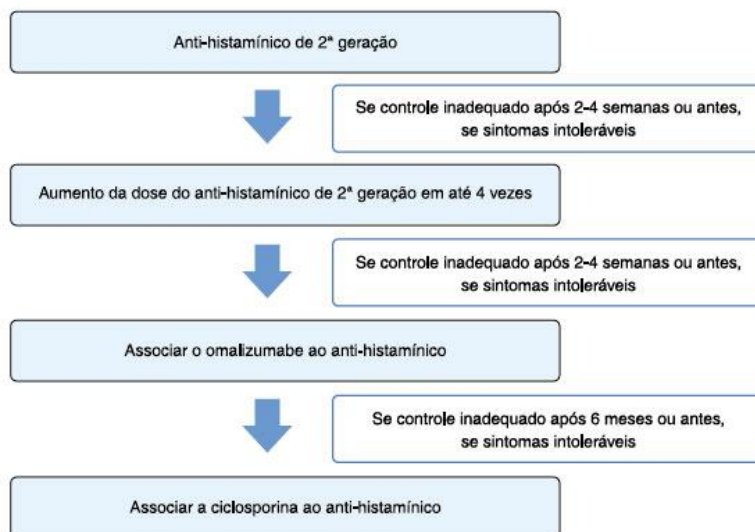 Anti-histamínico de 2ª geração
Se controle inadequado após 2-4 semanas ou antes,
se sintomas intoleráveis
Aumento da dose do anti-histamínico de 2ª geração em até 4 vezes
Se controle inadequado após 2-4 semanas ou antes,
se sintomas intoleráveis
Associar o omalizumabe ao anti-histamínico
Se controle inadequado após 6 meses ou antes,
se sintomas intoleráveis
Associar a ciclosporina ao anti-histamínico